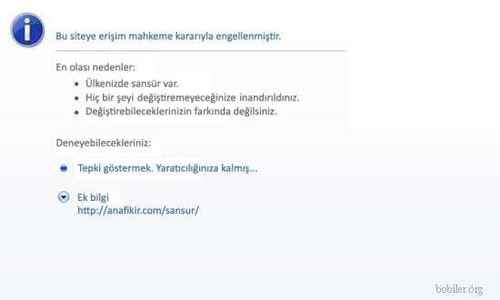 Bu siteye erişim mahkeme kararıyla engellenmiştir.
En olası nedenler:
Ülkenizde sansür var.
Hiç bir şeyi değiştiremeyeceğinize inandırıldınız.
Değiştirebileceklerinizin farkında değilsiniz.
Deneyebilecekleriniz:
Tepki göstermek. Yaratıcılığınıza kalmış...
Ek bilgi
http://anafikir.com/sansur/
bobiler.org